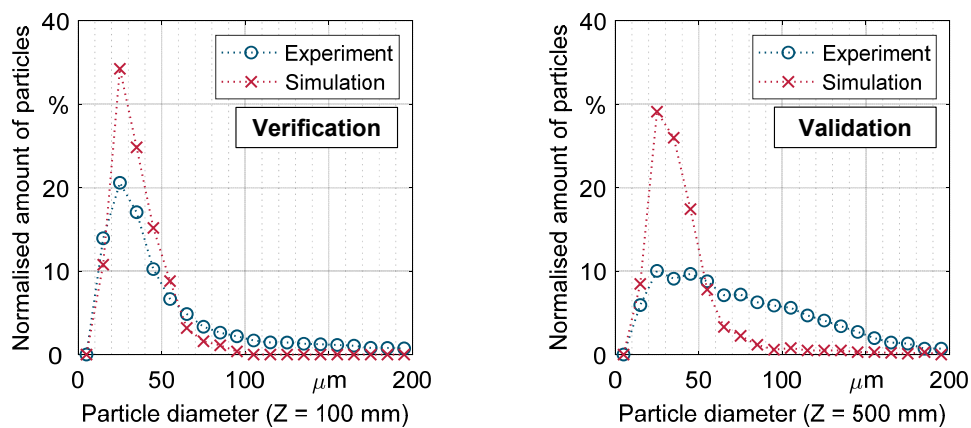 Normalised amount of particles
40
%
20
10
0
Experiment
Simulation
Verification
0
50
100
μm
200
Particle diameter (Z = 100 mm)
Normalised amount of particles
40
%
20
10
0
Experiment
Simulation
Validation
0
50
100
μm
200
Particle diameter (Z = 500 mm)